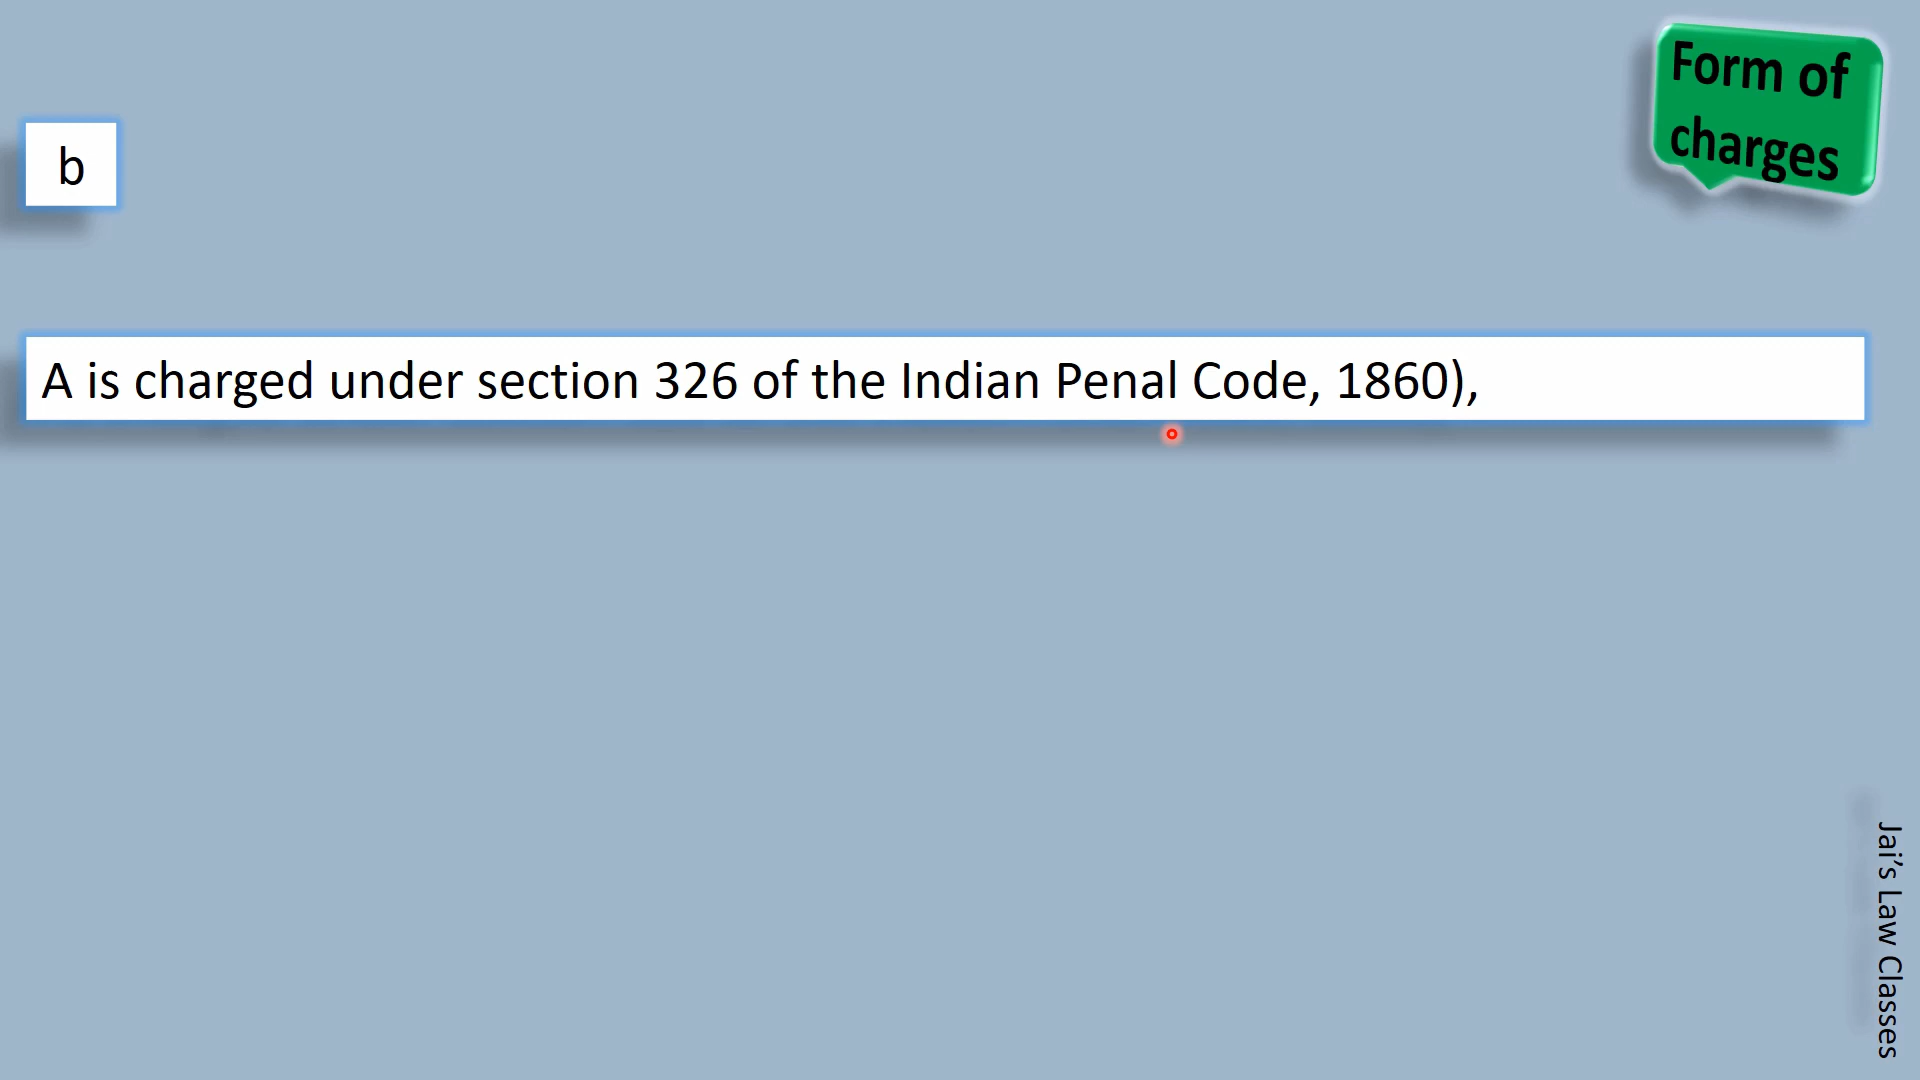 Form of
charges
b
A is charged under section 326 of the Indian Penal Code, 1860),
Jai’s Law Classes